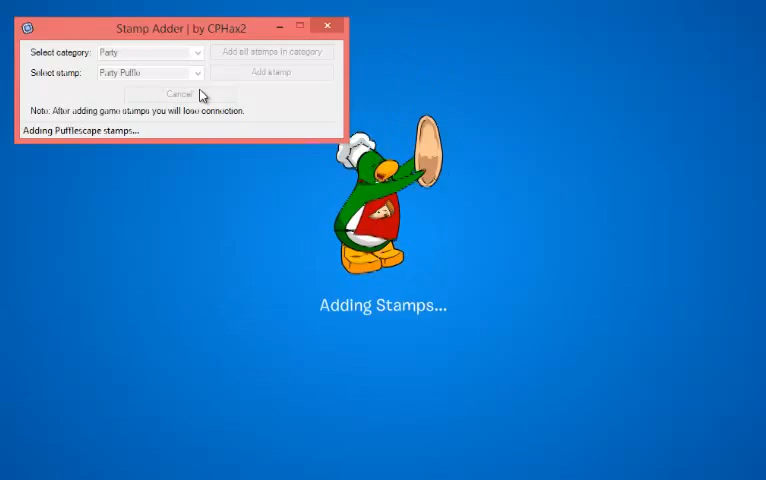 Stamp Adder | by CPHax2
Select category: Party Add all stamps in category
Select stamp: Party Puffle Add stamp
Cancel
Note: After adding game stamps you will lose connection.
Adding Pufflescape stamps...
Adding Stamps...